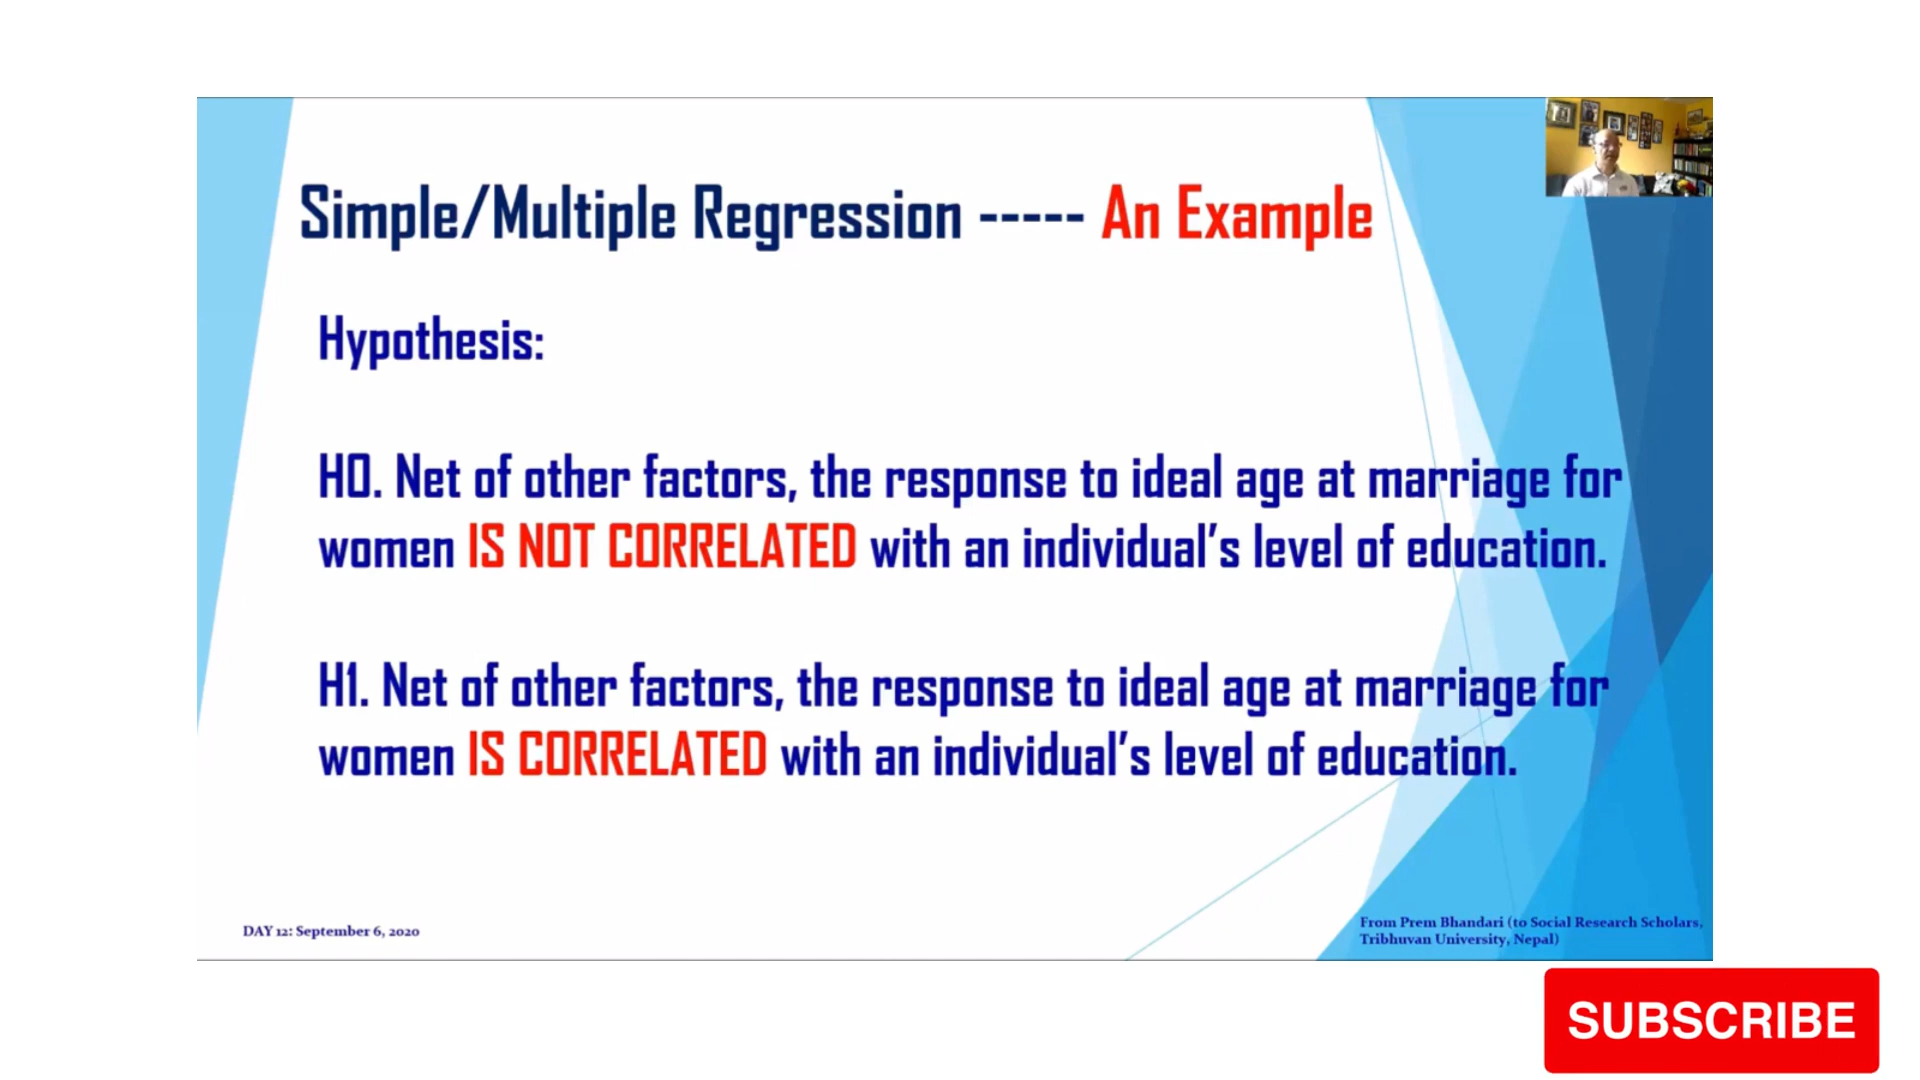 Simple/Multiple Regression ----- An Example
Hypothesis:
H0. Net of other factors, the response to ideal age at marriage for
women IS NOT CORRELATED with an individual’s level of education.
H1. Net of other factors, the response to ideal age at marriage for
women IS CORRELATED with an individual’s level of education.
DAY 12: September 6, 2020
From Prem Bhandari (to Social Research Scholars,
Tribhuvan University, Nepal)
SUBSCRIBE